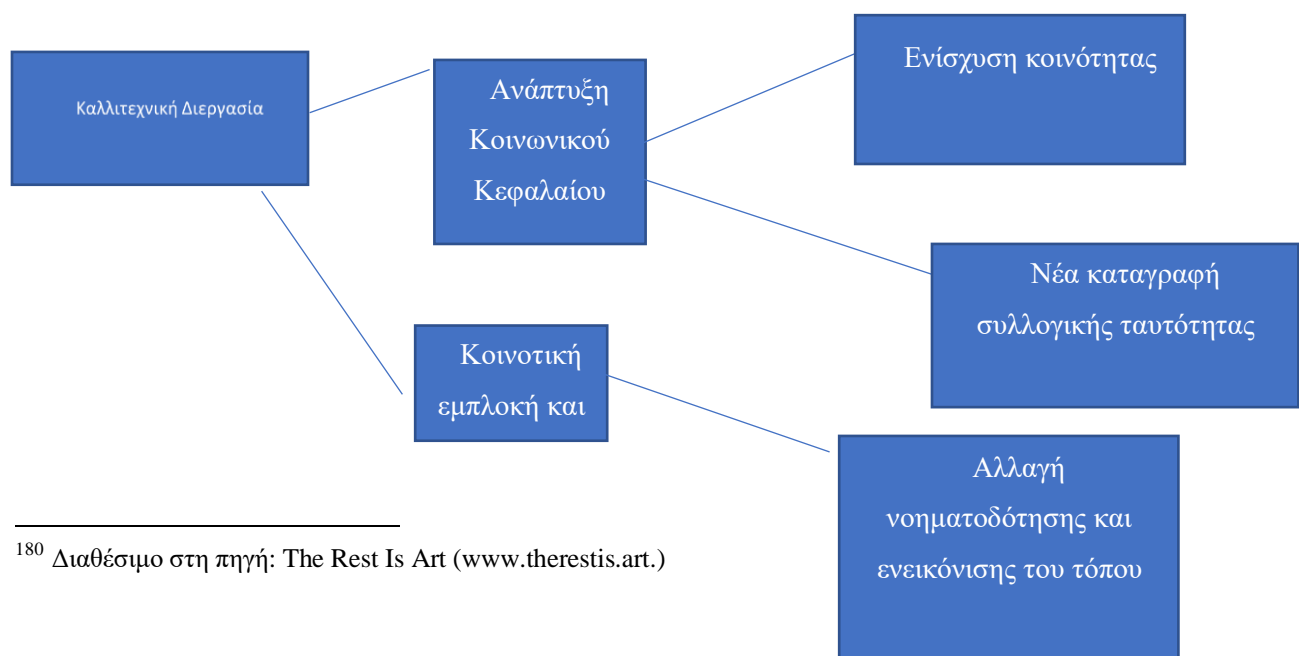 Καλλιτεχνική Διεργασία
Ανάπτυξη
Κοινωνικού
Κεφαλαίου
Ενίσχυση κοινότητας
Νέα καταγραφή
συλλογικής ταυτότητας
Κοινοτική
εμπλοκή και
Αλλαγή
νοηματοδότησης και
ενεικόνισης του τόπου
180 Διαθέσιμο στη πηγή: The Rest Is Art (www.therestis.art.)